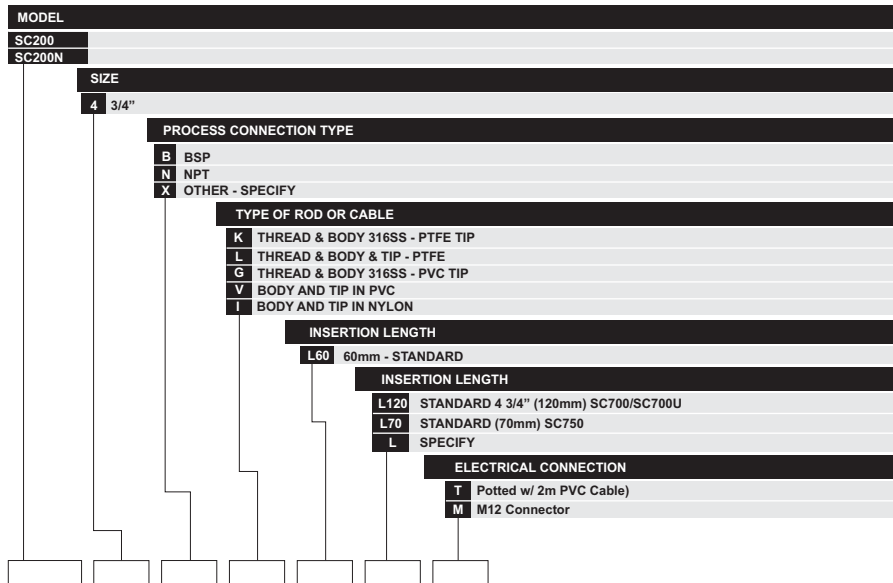 MODEL
SC200
SC200N
SIZE
4 3/4”
PROCESS CONNECTION TYPE
B BSP
N NPT
X OTHER - SPECIFY
TYPE OF ROD OR CABLE
K THREAD & BODY 316SS - PTFE TIP
L THREAD & BODY & TIP - PTFE
G THREAD & BODY 316SS - PVC TIP
V BODY AND TIP IN PVC
I BODY AND TIP IN NYLON
INSERTION LENGTH
L60 60mm - STANDARD
INSERTION LENGTH
L120 STANDARD 4 3/4” (120mm) SC700/SC700U
L70 STANDARD (70mm) SC750
L SPECIFY
ELECTRICAL CONNECTION
T Potted w/ 2m PVC Cable)
M M12 Connector